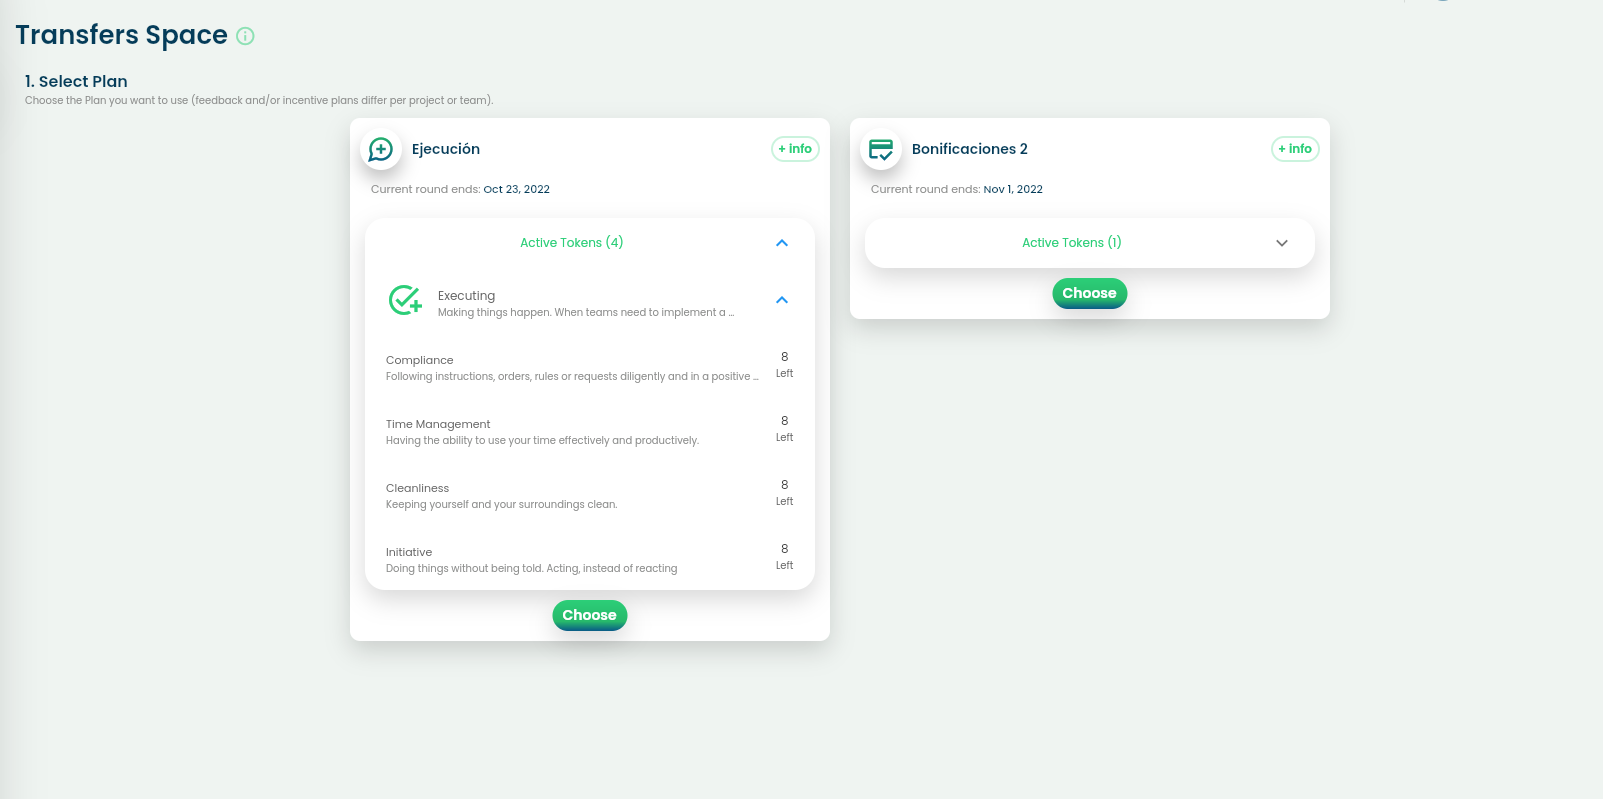 Transfers Space
1. Select Plan
Choose the Plan you want to use (feedback and/or incentive plans differ per project or team).
Ejecución
+ info
Current round ends: Oct 23, 2022
Active Tokens (4)
Executing
Making things happen. When teams need to implement a ...
Compliance
8
Following instructions, orders, rules or requests diligently and in a positive ...
Left
Time Management
8
Having the ability to use your time effectively and productively.
Left
Cleanliness
8
Keeping yourself and your surroundings clean.
Left
Initiative
8
Doing things without being told. Acting, instead of reacting
Left
Choose
Bonificaciones 2
+ info
Current round ends: Nov 1, 2022
Active Tokens (1)
Choose